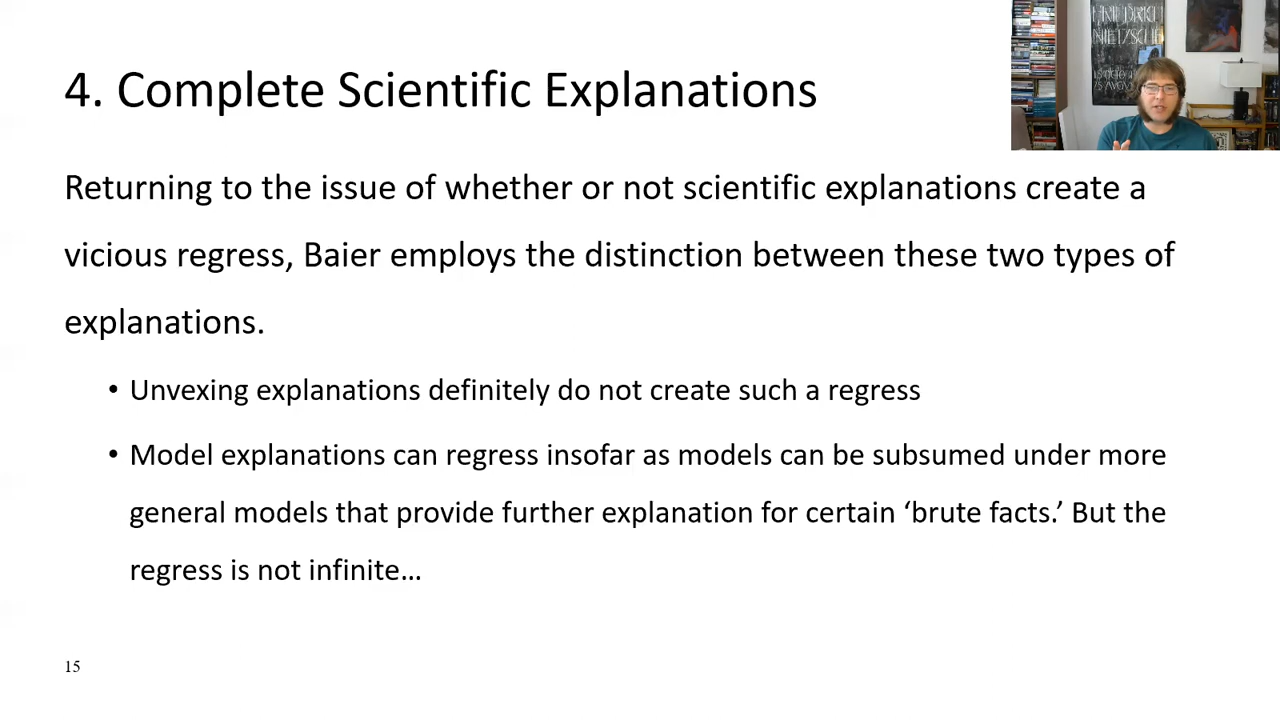 4. Complete Scientific Explanations
Returning to the issue of whether or not scientific explanations create a
vicious regress, Baier employs the distinction between these two types of
explanations.
• Unvexing explanations definitely do not create such a regress
• Model explanations can regress insofar as models can be subsumed under more
general models that provide further explanation for certain ‘brute facts.’ But the
regress is not infinite…
15
NIETZSCHE